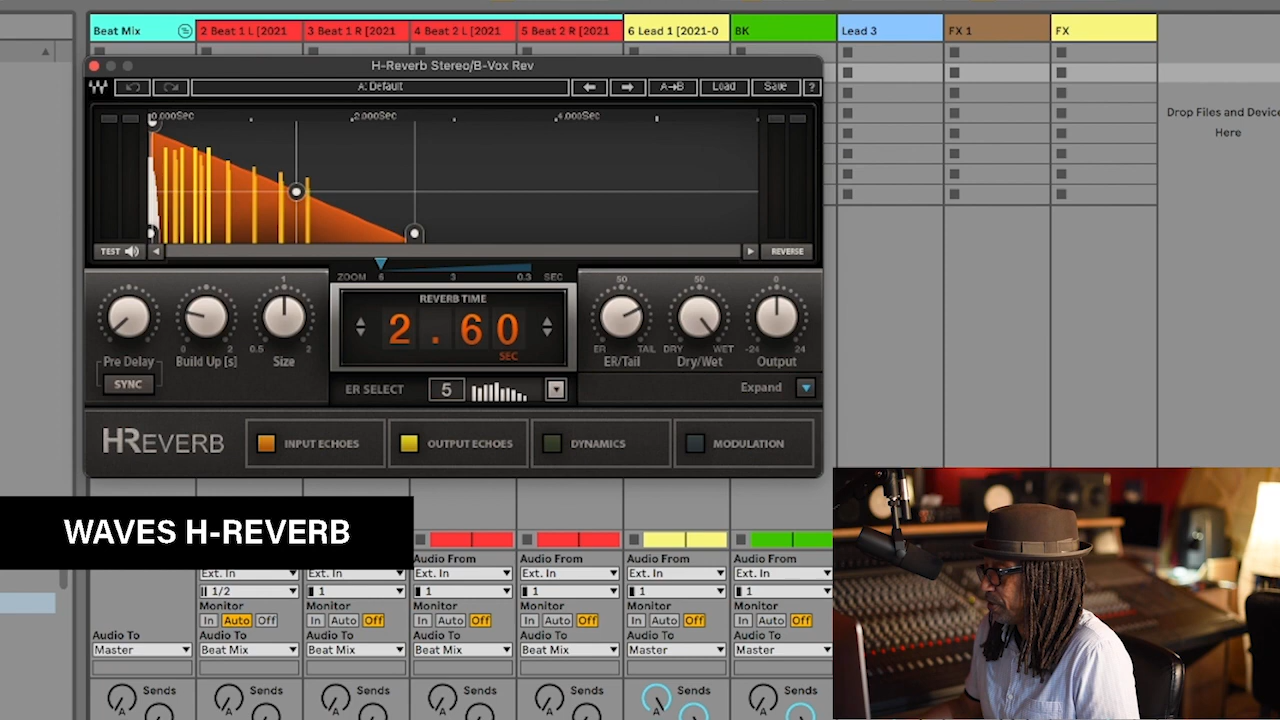 Beat Mix 2 Beat 1 L [2021 3 Beat 1 R [2021 4 Beat 2 L [2021 5 Beat 2 R [2021 6 Lead 1 [2021-0 BK Lead 3 FX 1 FX
H-Reverb Stereo/B-Vox Rev
A: Default A→B Load Save ?
0.000Sec 2.000Sec 4.000Sec
Drop Files and Device
Here
TEST REVERSE
ZOOM 6 3 0.3 SEC
1 REVERB TIME 50 50 0
2.60
SEC
0 2 0.5 2 ER TAIL DRY WET -24 24
Pre Delay Build Up [s] Size ER/Tail Dry/Wet Output
SYNC ER SELECT 5 Expand
HREVERB INPUT ECHOES OUTPUT ECHOES DYNAMICS MODULATION
WAVES H-REVERB
Audio From Audio From Audio From Audio From
Ext. In Ext. In Ext. In Ext. In Ext. In Ext. In
1/2 1 1 1 1 1
Monitor Monitor Monitor Monitor Monitor Monitor
In Auto Off In Auto Off In Auto Off In Auto Off In Auto Off In Auto Off
Audio To Audio To Audio To Audio To Audio To Audio To Audio To
Master Beat Mix Beat Mix Beat Mix Beat Mix Master Master
Sends Sends Sends Sends Sends Sends Sends
A A A A A A A